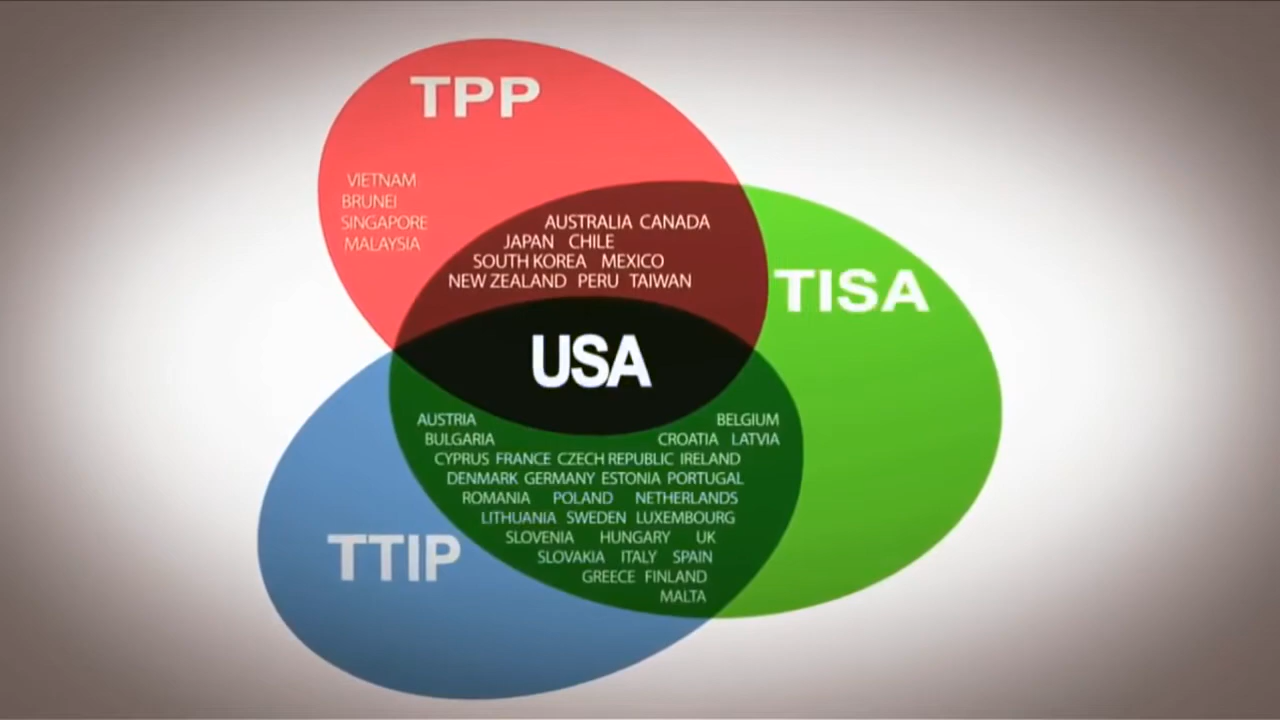 TPP
VIETNAM
BRUNEI
SINGAPORE
MALAYSIA
AUSTRALIA CANADA
JAPAN CHILE
SOUTH KOREA MEXICO
NEW ZEALAND PERU TAIWAN
TISA
USA
AUSTRIA BELGIUM
BULGARIA CROATIA LATVIA
CYPRUS FRANCE CZECH REPUBLIC IRELAND
DENMARK GERMANY ESTONIA PORTUGAL
ROMANIA POLAND NETHERLANDS
LITHUANIA SWEDEN LUXEMBOURG
SLOVENIA HUNGARY UK
SLOVAKIA ITALY SPAIN
GREECE FINLAND
MALTA
TTIP